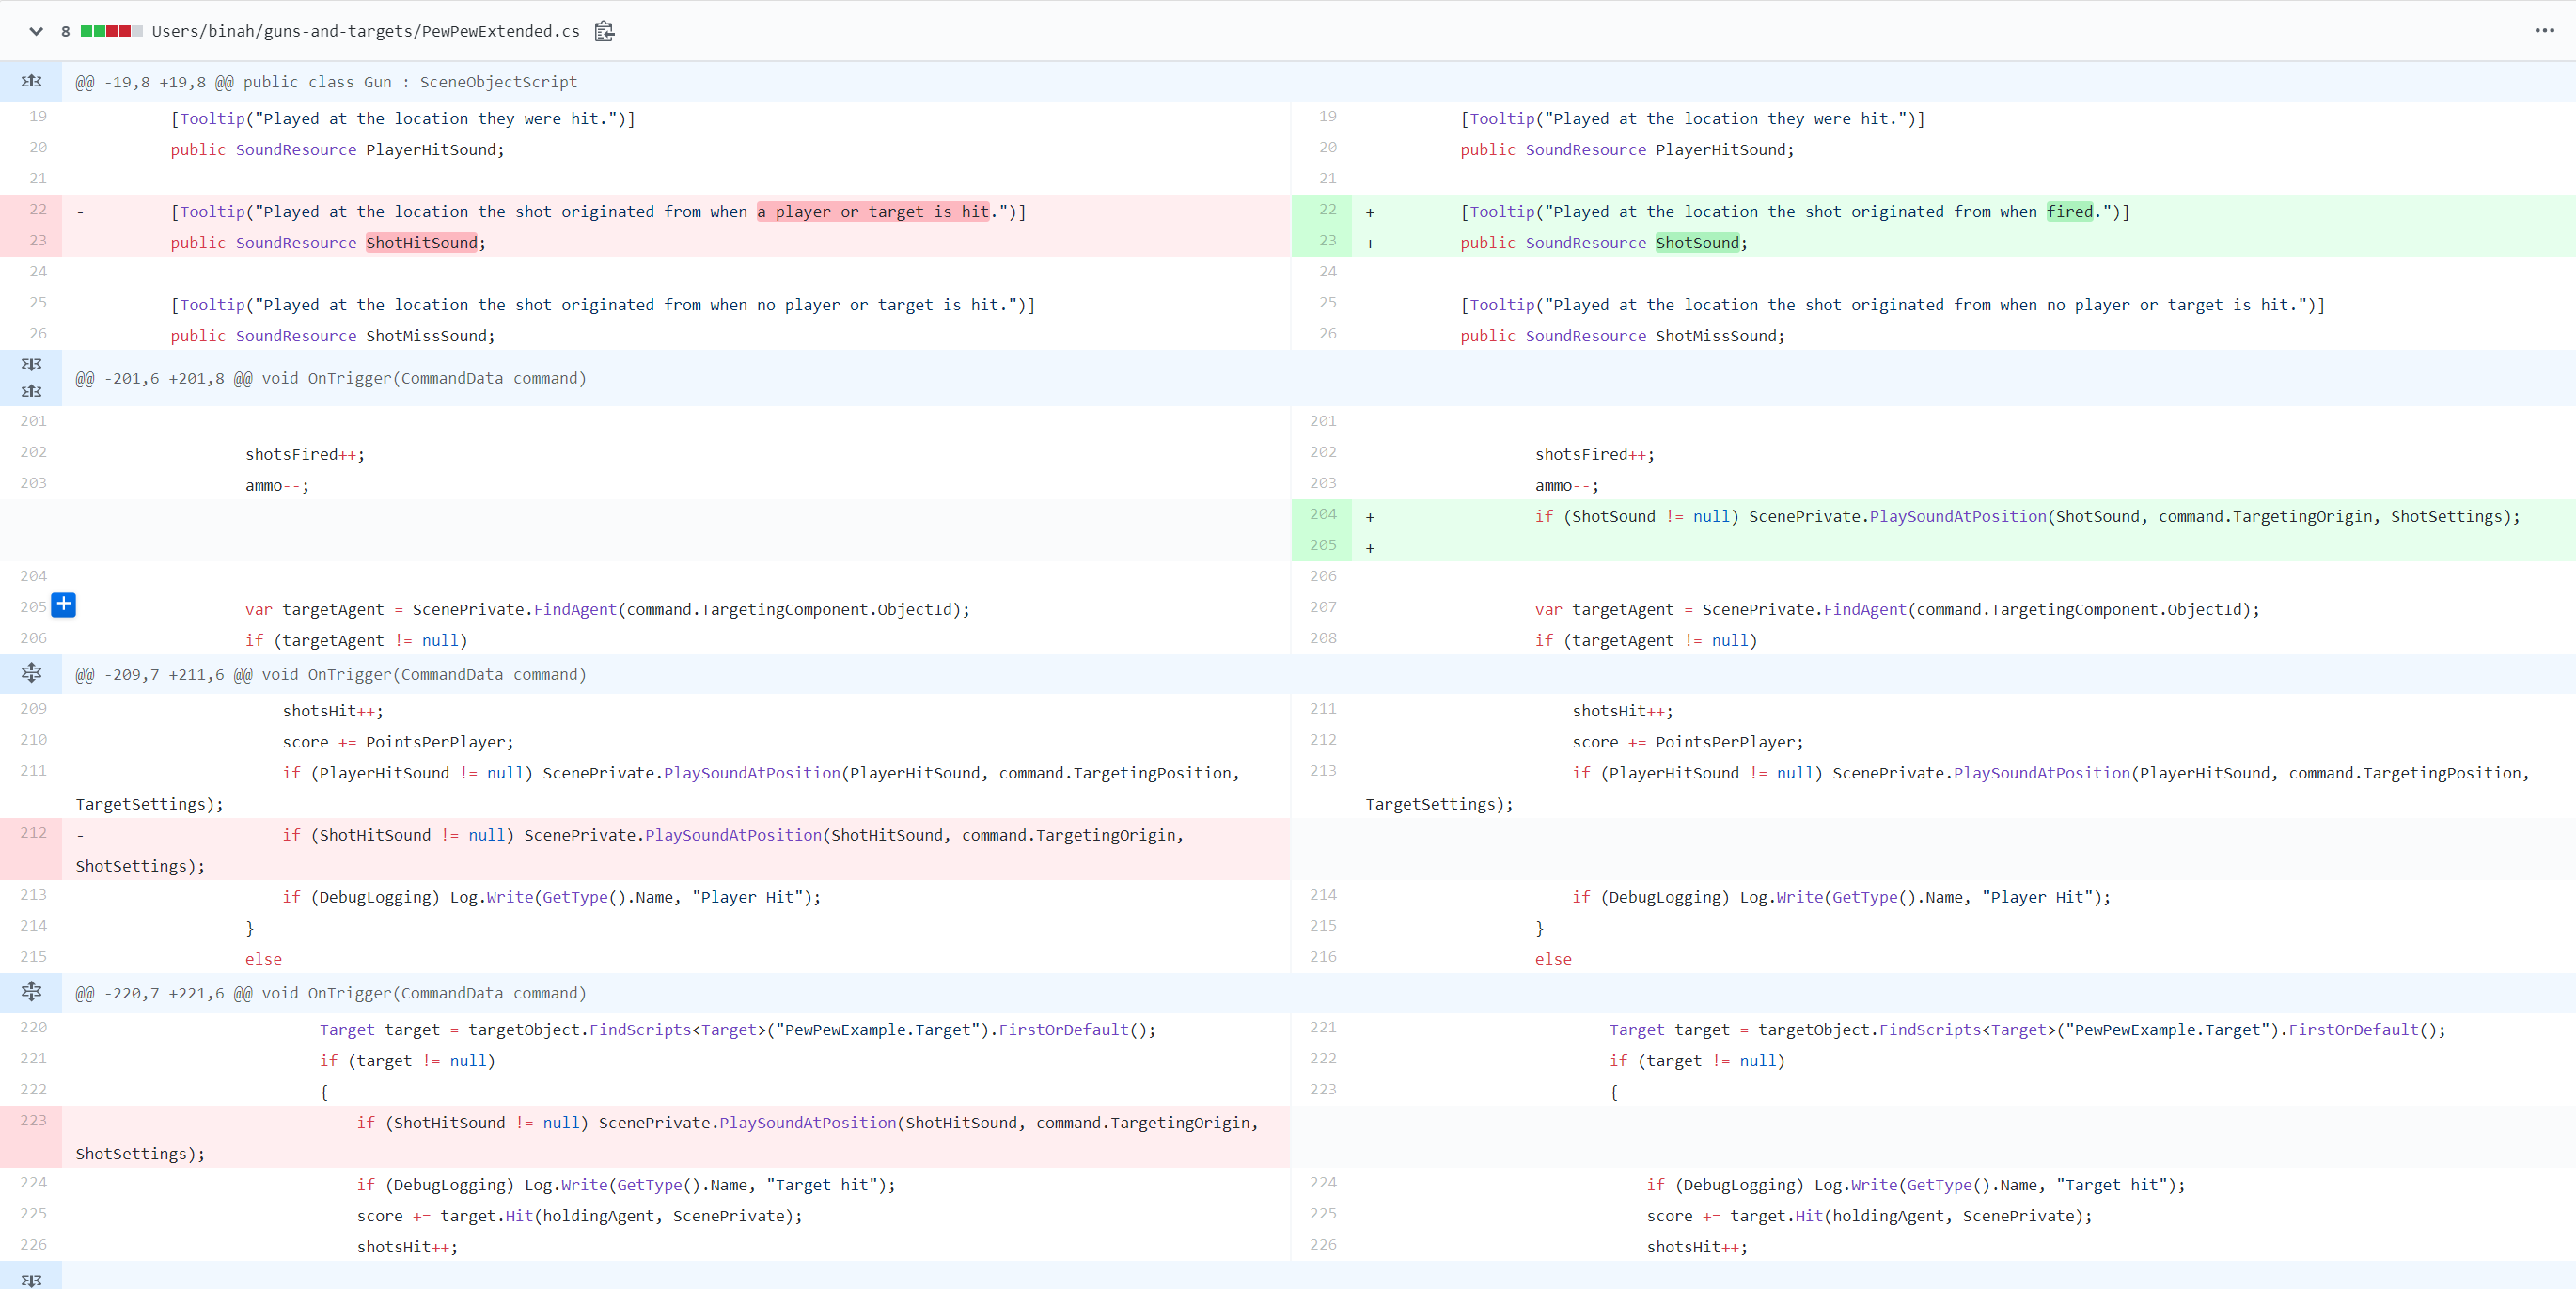 8 Users/binah/guns-and-targets/PewPewExtended.cs
@@ -19,8 +19,8 @@ public class Gun : SceneObjectScript
19 [Tooltip("Played at the location they were hit.")] 19 [Tooltip("Played at the location they were hit.")]
20 public SoundResource PlayerHitSound; 20 public SoundResource PlayerHitSound;
21 21
22 - [Tooltip("Played at the location the shot originated from when a player or target is hit.")] 22 + [Tooltip("Played at the location the shot originated from when fired.")]
23 - public SoundResource ShotHitSound; 23 + public SoundResource ShotSound;
24 24
25 [Tooltip("Played at the location the shot originated from when no player or target is hit.")] 25 [Tooltip("Played at the location the shot originated from when no player or target is hit.")]
26 public SoundResource ShotMissSound; 26 public SoundResource ShotMissSound;
@@ -201,6 +201,8 @@ void OnTrigger(CommandData command)
201 201
202 shotsFired++; 202 shotsFired++;
203 ammo--; 203 ammo--;
204 + if (ShotSound != null) ScenePrivate.PlaySoundAtPosition(ShotSound, command.TargetingOrigin, ShotSettings);
205 +
204 206
205 + var targetAgent = ScenePrivate.FindAgent(command.TargetingComponent.ObjectId); 207 var targetAgent = ScenePrivate.FindAgent(command.TargetingComponent.ObjectId);
206 if (targetAgent != null) 208 if (targetAgent != null)
@@ -209,7 +211,6 @@ void OnTrigger(CommandData command)
209 shotsHit++; 211 shotsHit++;
210 score += PointsPerPlayer; 212 score += PointsPerPlayer;
211 if (PlayerHitSound != null) ScenePrivate.PlaySoundAtPosition(PlayerHitSound, command.TargetingPosition, 213 if (PlayerHitSound != null) ScenePrivate.PlaySoundAtPosition(PlayerHitSound, command.TargetingPosition,
TargetSettings); TargetSettings);
212 - if (ShotHitSound != null) ScenePrivate.PlaySoundAtPosition(ShotHitSound, command.TargetingOrigin,
ShotSettings);
213 if (DebugLogging) Log.Write(GetType().Name, "Player Hit"); 214 if (DebugLogging) Log.Write(GetType().Name, "Player Hit");
214 } 215 }
215 else 216 else
@@ -220,7 +221,6 @@ void OnTrigger(CommandData command)
220 Target target = targetObject.FindScripts<Target>("PewPewExample.Target").FirstOrDefault(); 221 Target target = targetObject.FindScripts<Target>("PewPewExample.Target").FirstOrDefault();
221 if (target != null) 222 if (target != null)
222 { 223 {
223 - if (ShotHitSound != null) ScenePrivate.PlaySoundAtPosition(ShotHitSound, command.TargetingOrigin,
ShotSettings);
224 if (DebugLogging) Log.Write(GetType().Name, "Target hit"); 224 if (DebugLogging) Log.Write(GetType().Name, "Target hit");
225 score += target.Hit(holdingAgent, ScenePrivate); 225 score += target.Hit(holdingAgent, ScenePrivate);
226 shotsHit++; 226 shotsHit++;